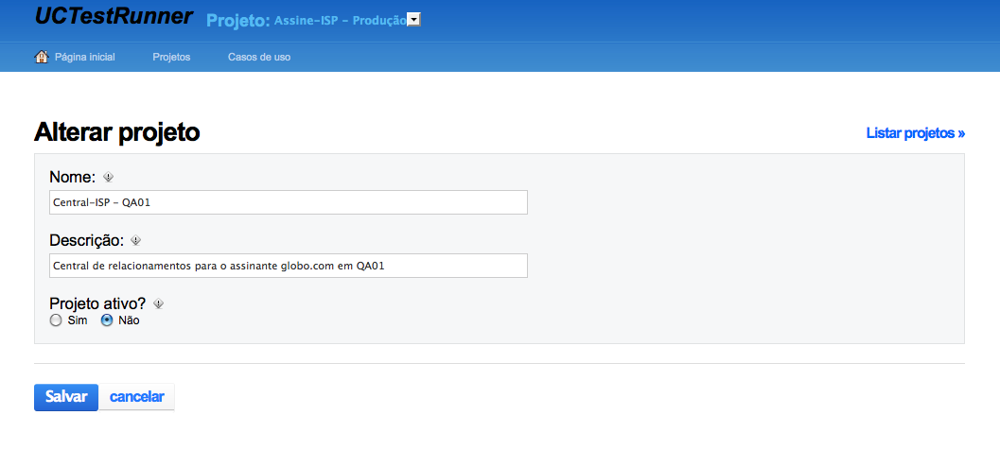 UCTestRunner Projeto: Assine-ISP - Produção
Página inicial Projetos Casos de uso
Alterar projeto Listar projetos »
Nome:
Central-ISP - QA01
Descrição:
Central de relacionamentos para o assinante globo.com em QA01
Projeto ativo?
Sim Não
Salvar cancelar